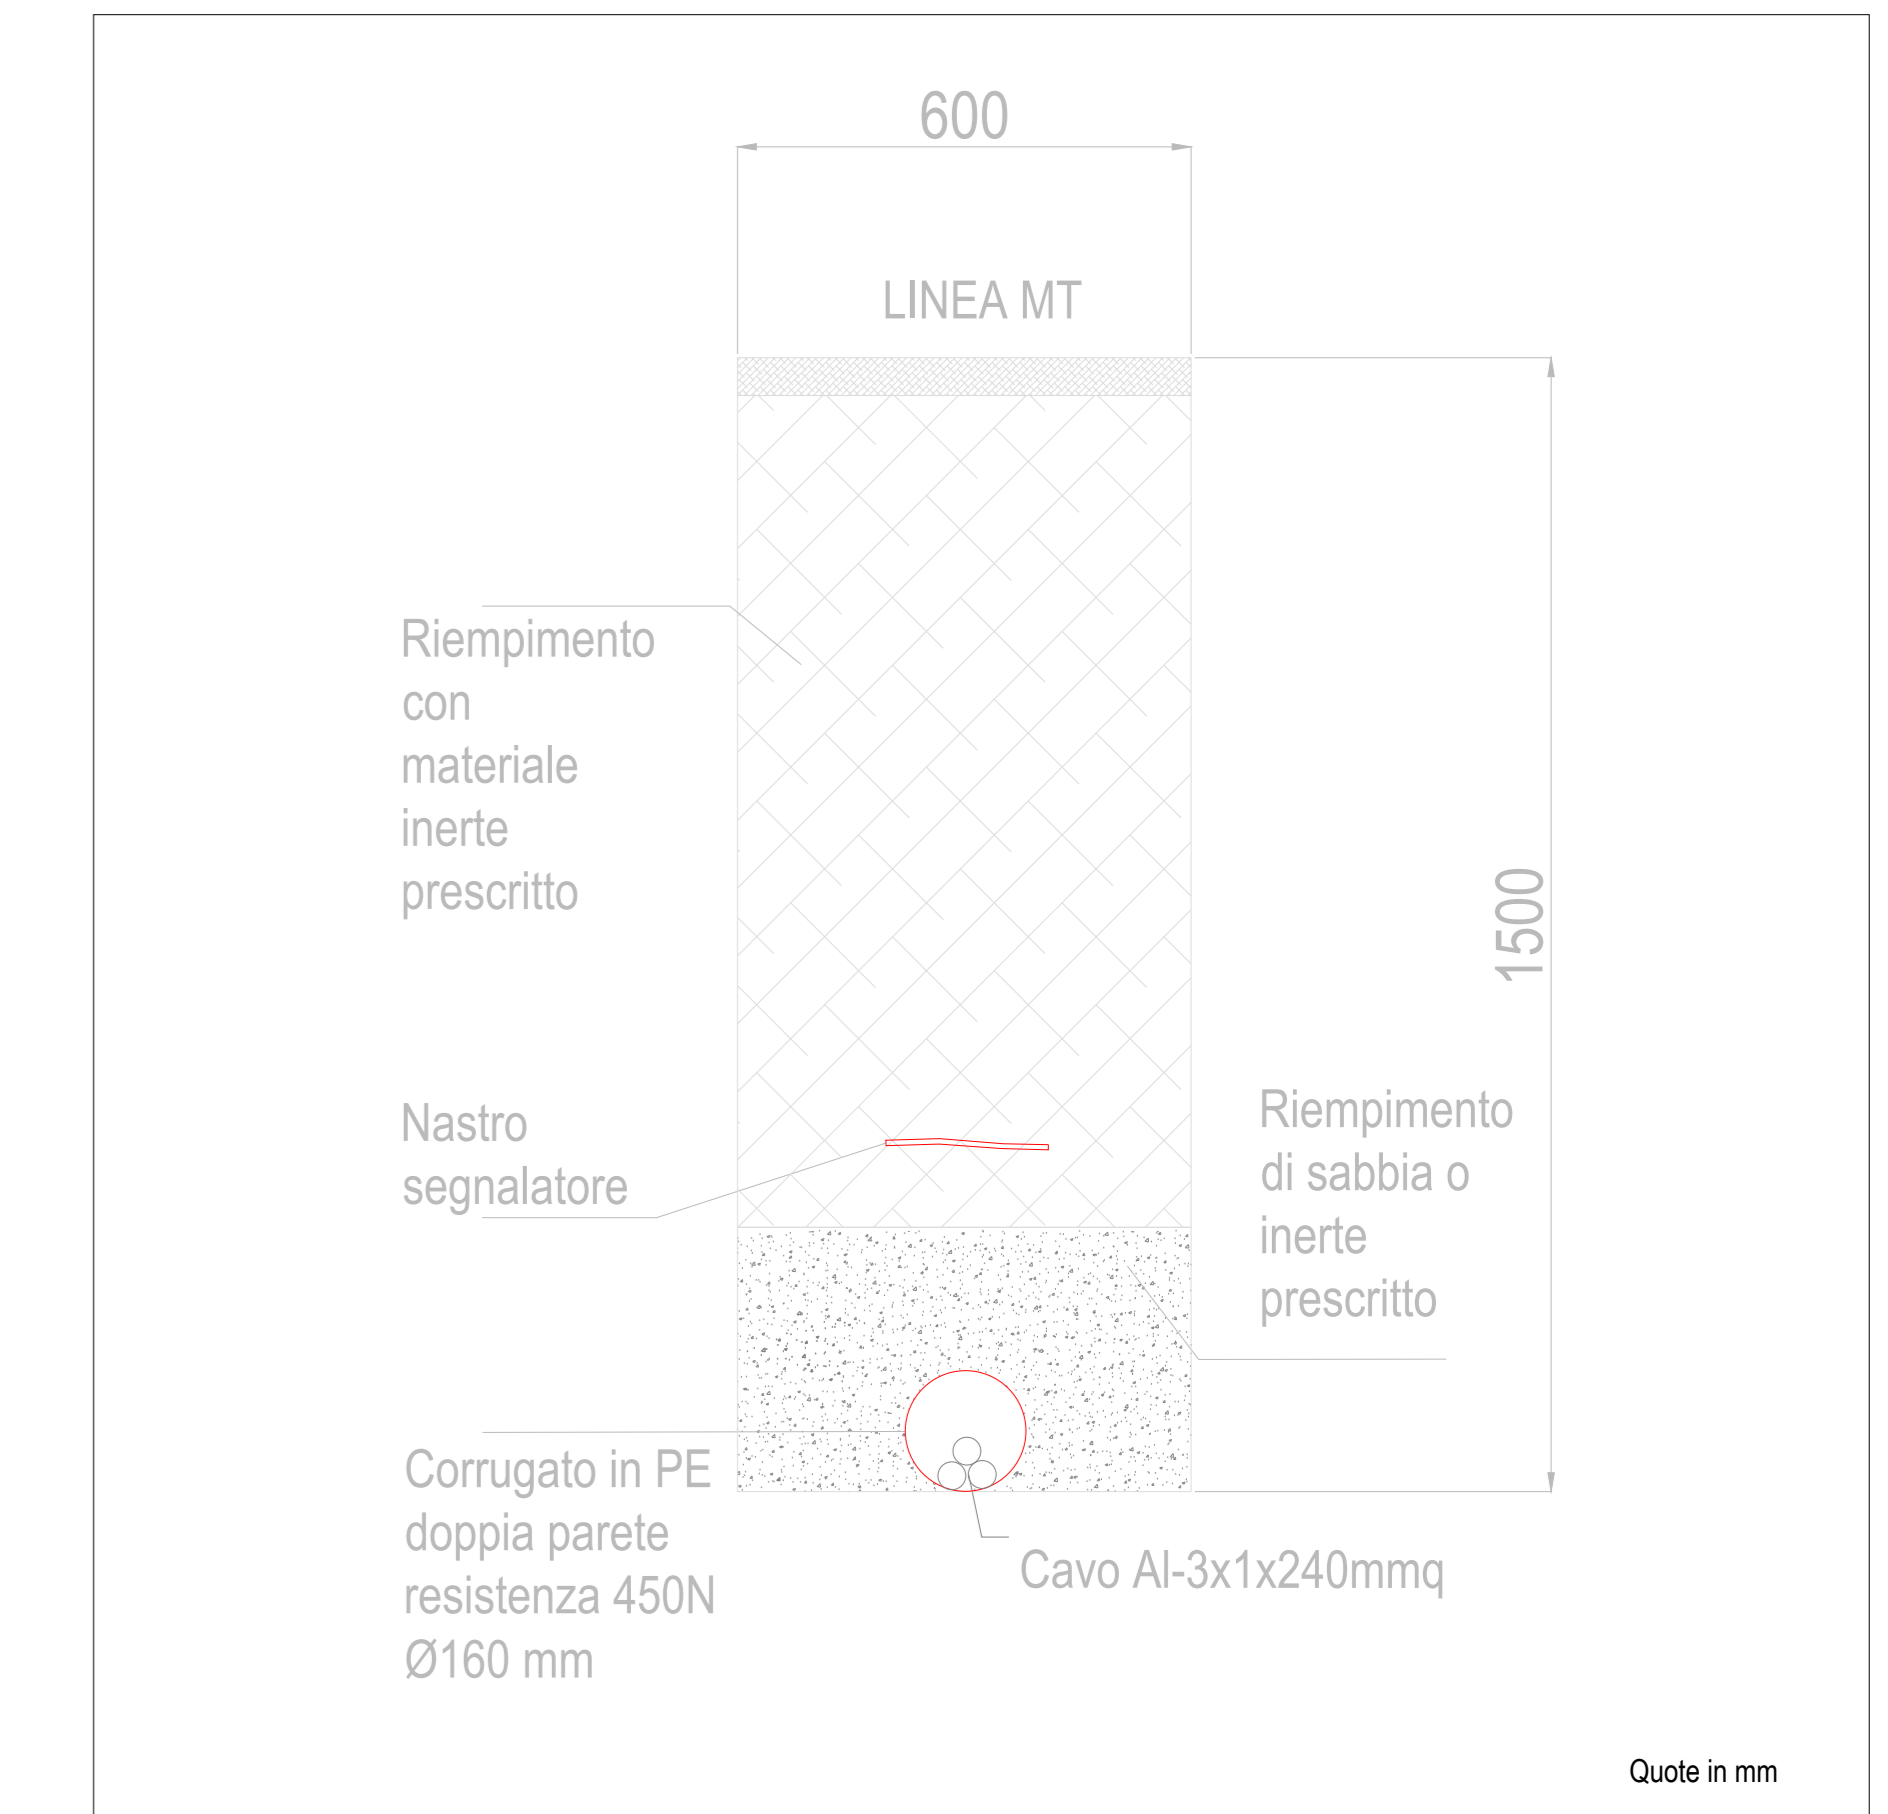 600
LINEA MT
Riempimento
con
materiale
inerte
prescritto
1500
Nastro
segnalatore
Riempimento
di sabbia o
inerte
prescritto
Corrugato in PE
doppia parete
resistenza 450N
Ø160 mm
Cavo Al-3x1x240mmq
Quote in mm